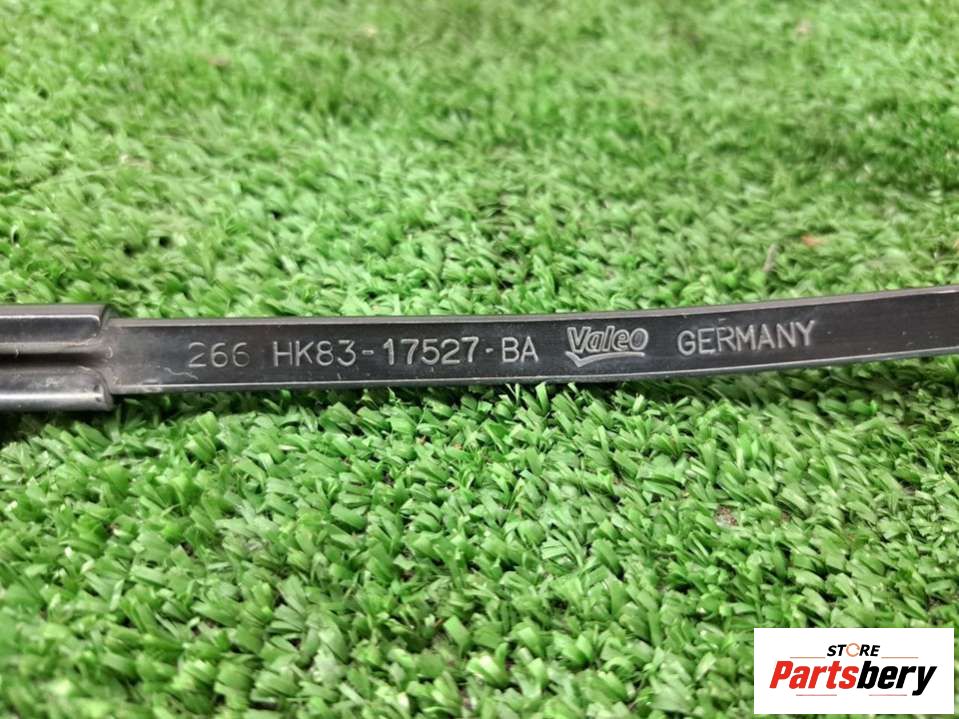 266 HK83-17527-BA Valeo GERMANY
STORE
Partsbery